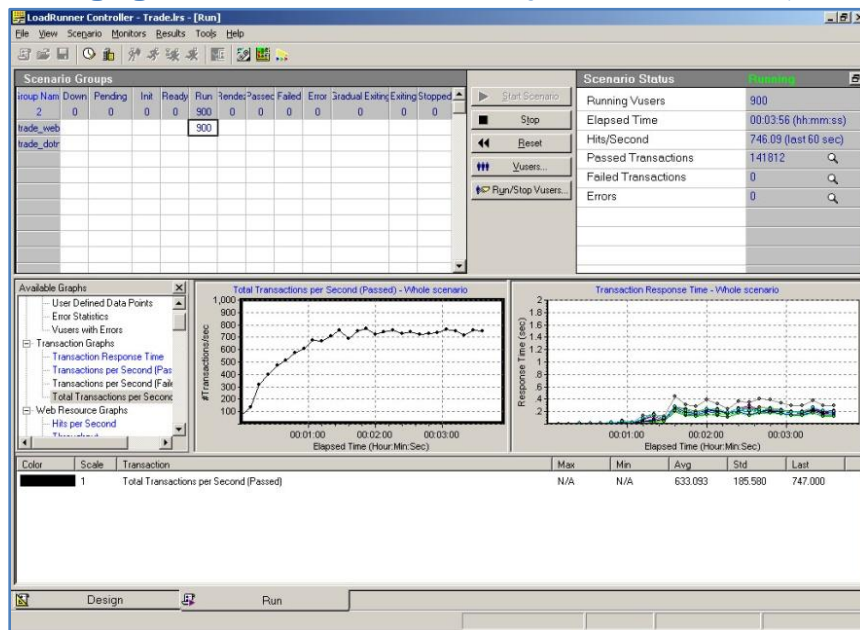 LoadRunner Controller - Trade.lrs - [Run]
File View Scenario Monitors Results Tools Help
Scenario Groups
Group Nam Down Pending Init Ready Run Rendez Passed Failed Error Gradual Exiting Exiting Stopped
2 0 0 0 0 900 0 0 0 0 0 0 0
trade_web 900
trade_dotr
Start Scenario
Stop
Reset
Vusers...
Run/Stop Vusers...
Scenario Status Running
Running Vusers 900
Elapsed Time 00:03:56 (hh:mm:ss)
Hits/Second 746.09 (last 60 sec)
Passed Transactions 141812
Failed Transactions 0
Errors 0
Available Graphs
User Defined Data Points
Error Statistics
Vusers with Errors
Transaction Graphs
Transaction Response Time
Transactions per Second (Pas
Transactions per Second (Faile
Total Transactions per Second
Web Resource Graphs
Hits per Second
Total Transactions per Second (Passed) - Whole scenario
#Transactions/sec
1,000
900
800
700
600
500
400
300
200
100
00:01:00 00:02:00 00:03:00
Elapsed Time (Hour:Min:Sec)
Transaction Response Time - Whole scenario
Response Time (sec)
2
1.8
1.6
1.4
1.2
1
.8
.6
.4
.2
00:01:00 00:02:00 00:03:00
Elapsed Time (Hour:Min:Sec)
Color Scale Transaction Max Min Avg Std Last
1 Total Transactions per Second (Passed) N/A N/A 633.093 185.580 747.000
Design Run